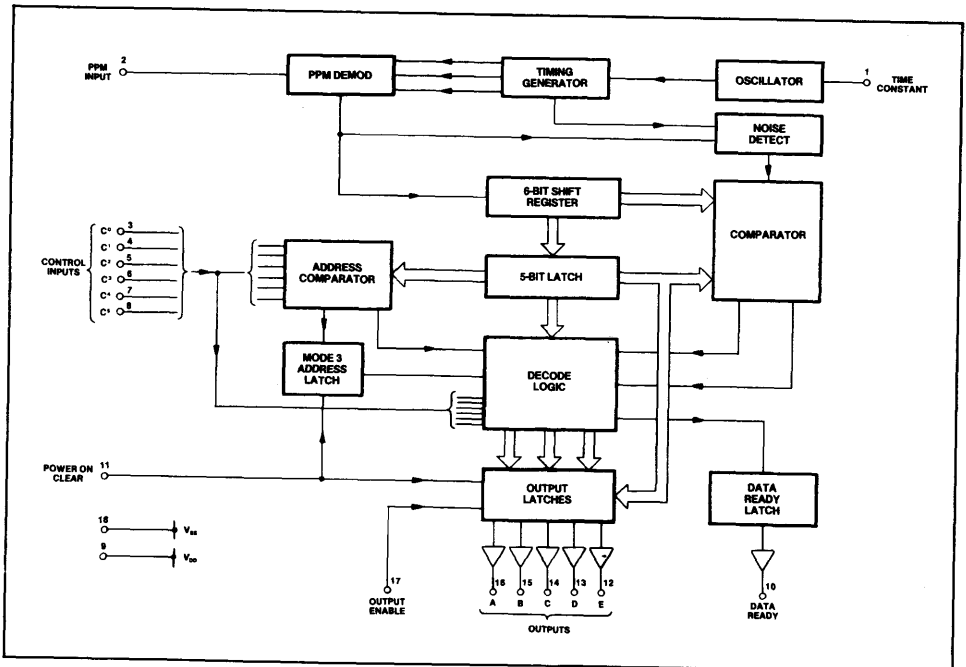 PPM
INPUT
2
PPM DEMOD
TIMING
GENERATOR
OSCILLATOR
1
TIME
CONSTANT
NOISE
DETECT
6-BIT SHIFT
REGISTER
COMPARATOR
CONTROL
INPUTS
C⁰ 3
C¹ 4
C² 5
C³ 6
C⁴ 7
C⁵ 8
ADDRESS
COMPARATOR
5-BIT LATCH
MODE 3
ADDRESS
LATCH
DECODE
LOGIC
POWER ON
CLEAR
11
OUTPUT
LATCHES
DATA
READY
LATCH
18
VSS
9
VDD
17
OUTPUT
ENABLE
16 15 14 13 12
A B C D E
OUTPUTS
10
DATA
READY